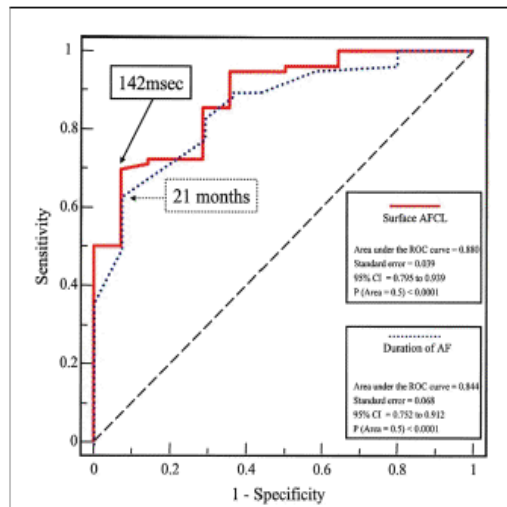 1
142msec
0.8
0.6
21 months
Sensitivity
Surface AFCL
Area under the ROC curve = 0.880
Standard error = 0.039
95% CI = 0.795 to 0.939
P (Area = 0.5) < 0.0001
0.4
Duration of AF
0.2
Area under the ROC curve = 0.844
Standard error = 0.068
95% CI = 0.752 to 0.912
P (Area = 0.5) < 0.0001
0
0 0.2 0.4 0.6 0.8 1
1 - Specificity